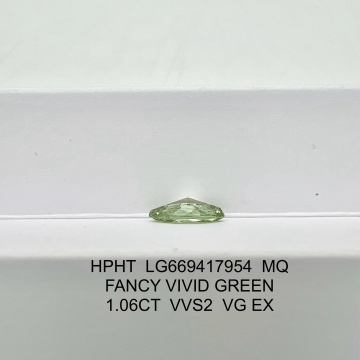 HPHT LG669417954 MQ
FANCY VIVID GREEN
1.06CT VVS2 VG EX